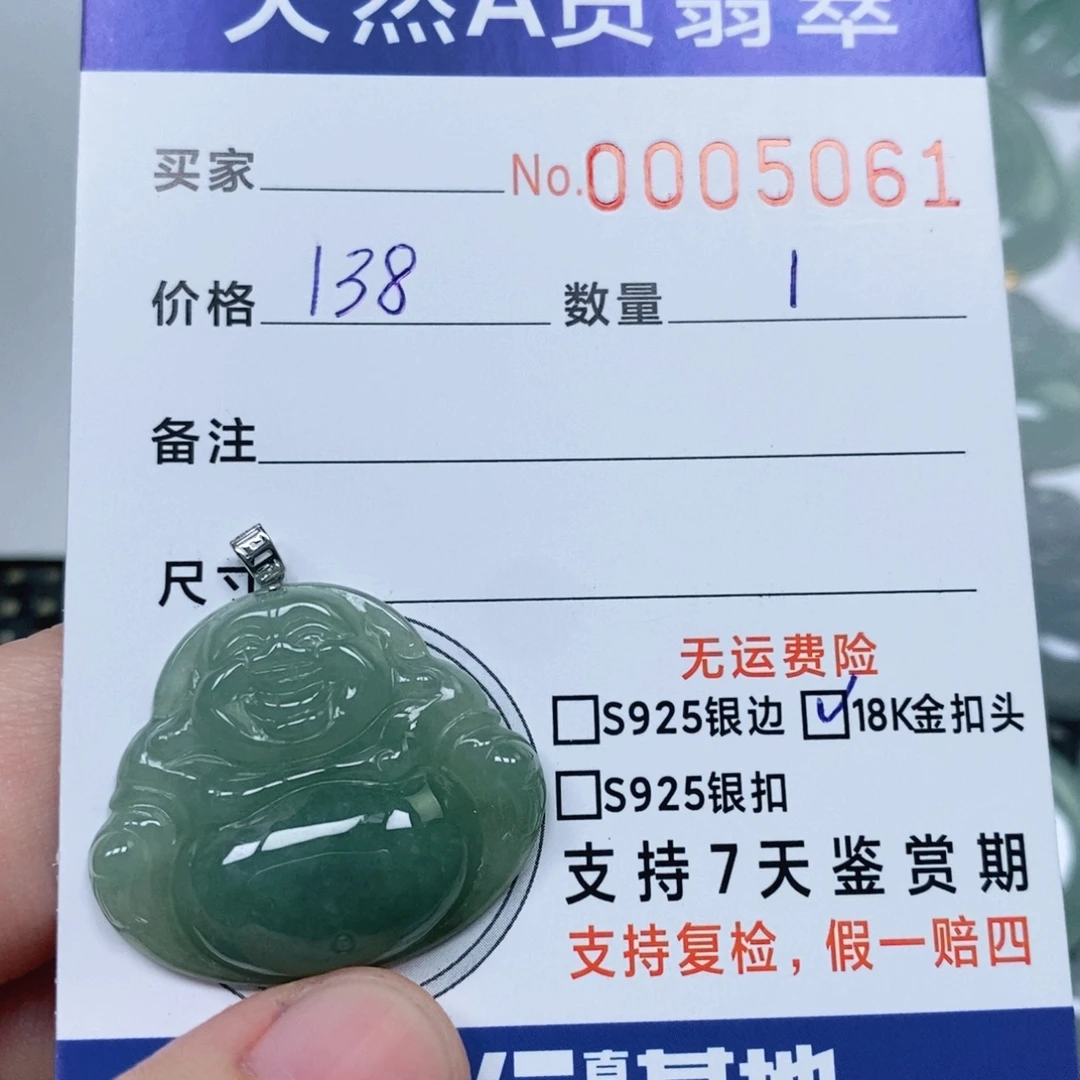 天然A货翡翠
买家 No.0005061
价格 138 数量 1
备注
尺寸
无运费险
S925银边 18K金扣头
S925银扣
支持7天鉴赏期
支持复检，假一赔四
基地